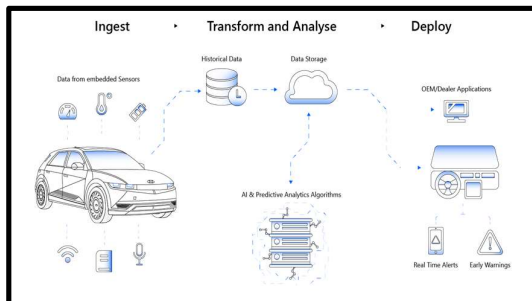 Ingest
Transform and Analyse
Deploy
Historical Data
Data Storage
Data from embedded Sensors
OEM/Dealer Applications
AI & Predictive Analytics Algorithms
Real Time Alerts
Early Warnings